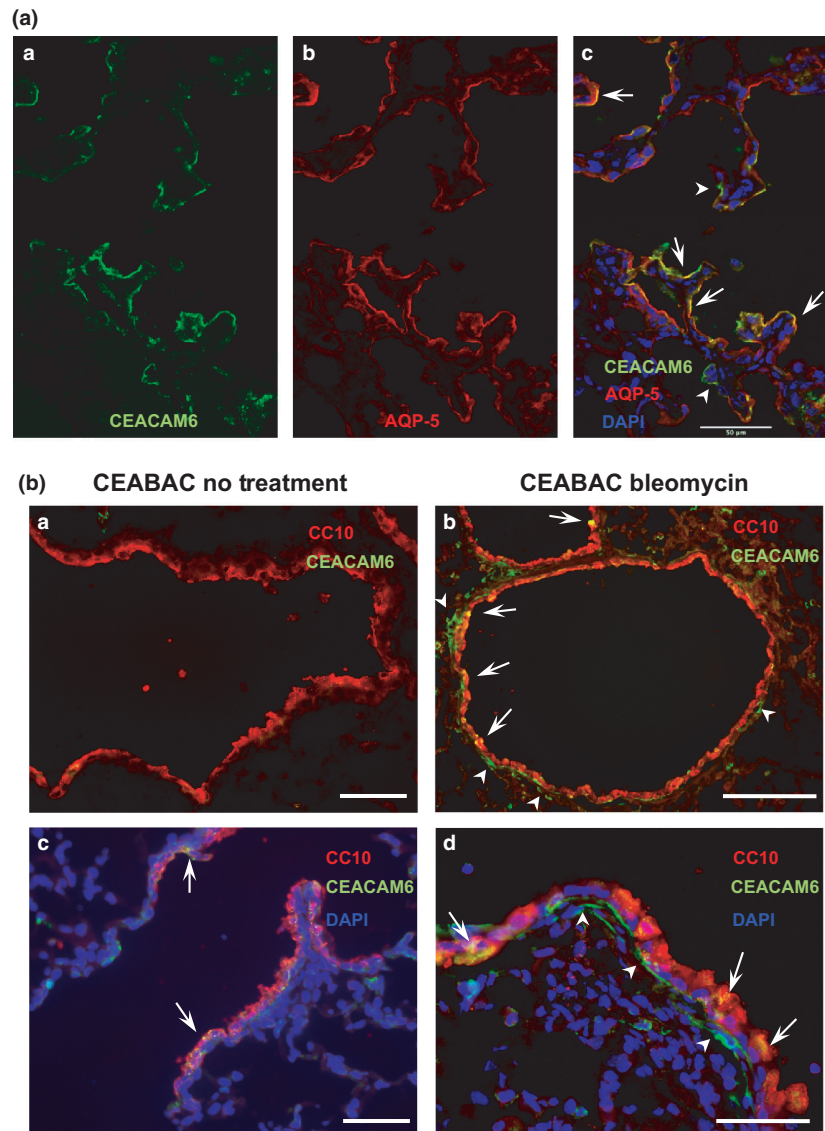 (a)
a
b
c
CEACAM6
AQP-5
CEACAM6
AQP-5
DAPI
50 µm
(b)
CEABAC no treatment
CEABAC bleomycin
a
CC10
CEACAM6
b
CC10
CEACAM6
c
CC10
CEACAM6
DAPI
d
CC10
CEACAM6
DAPI